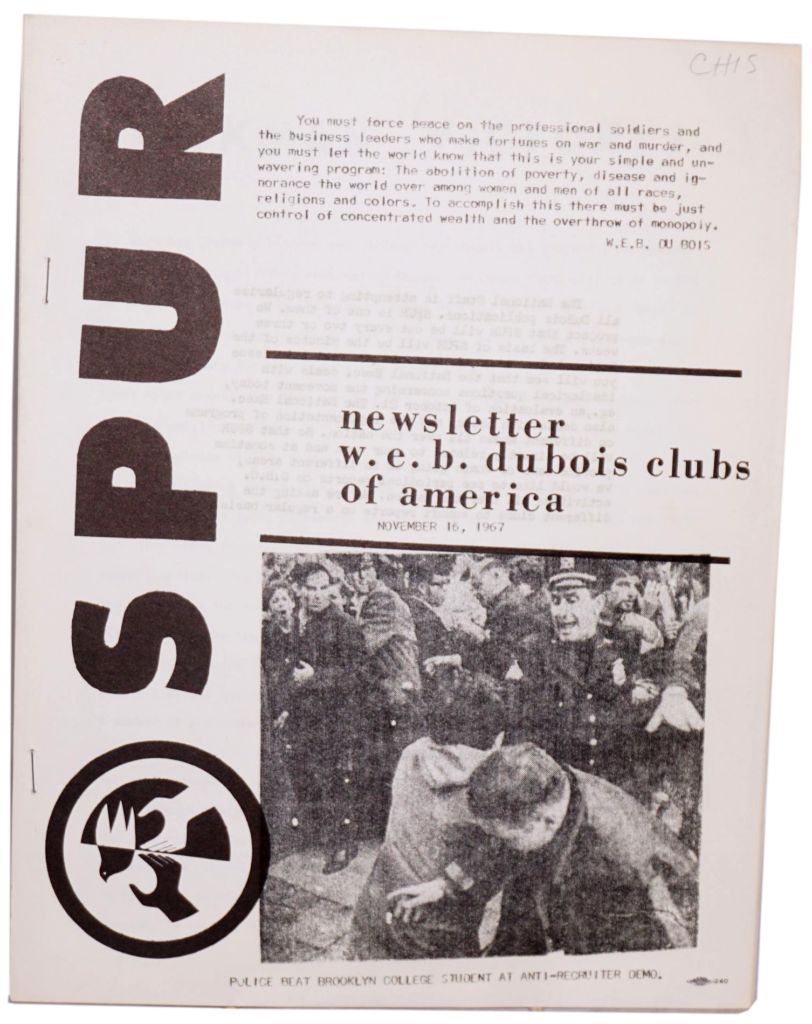 CHIS
SPUR
You must force peace on the professional soldiers and
the business leaders who make fortunes on war and murder, and
you must let the world know that this is your simple and un-
wavering program: The abolition of poverty, disease and ig-
norance the world over among women and men of all races,
religions and colors. To accomplish this there must be just
control of concentrated wealth and the overthrow of monopoly.
W.E.B. DU BOIS
newsletter
w. e. b. dubois clubs
of america
NOVEMBER 16, 1967
POLICE BEAT BROOKLYN COLLEGE STUDENT AT ANTI-RECRUITER DEMO.